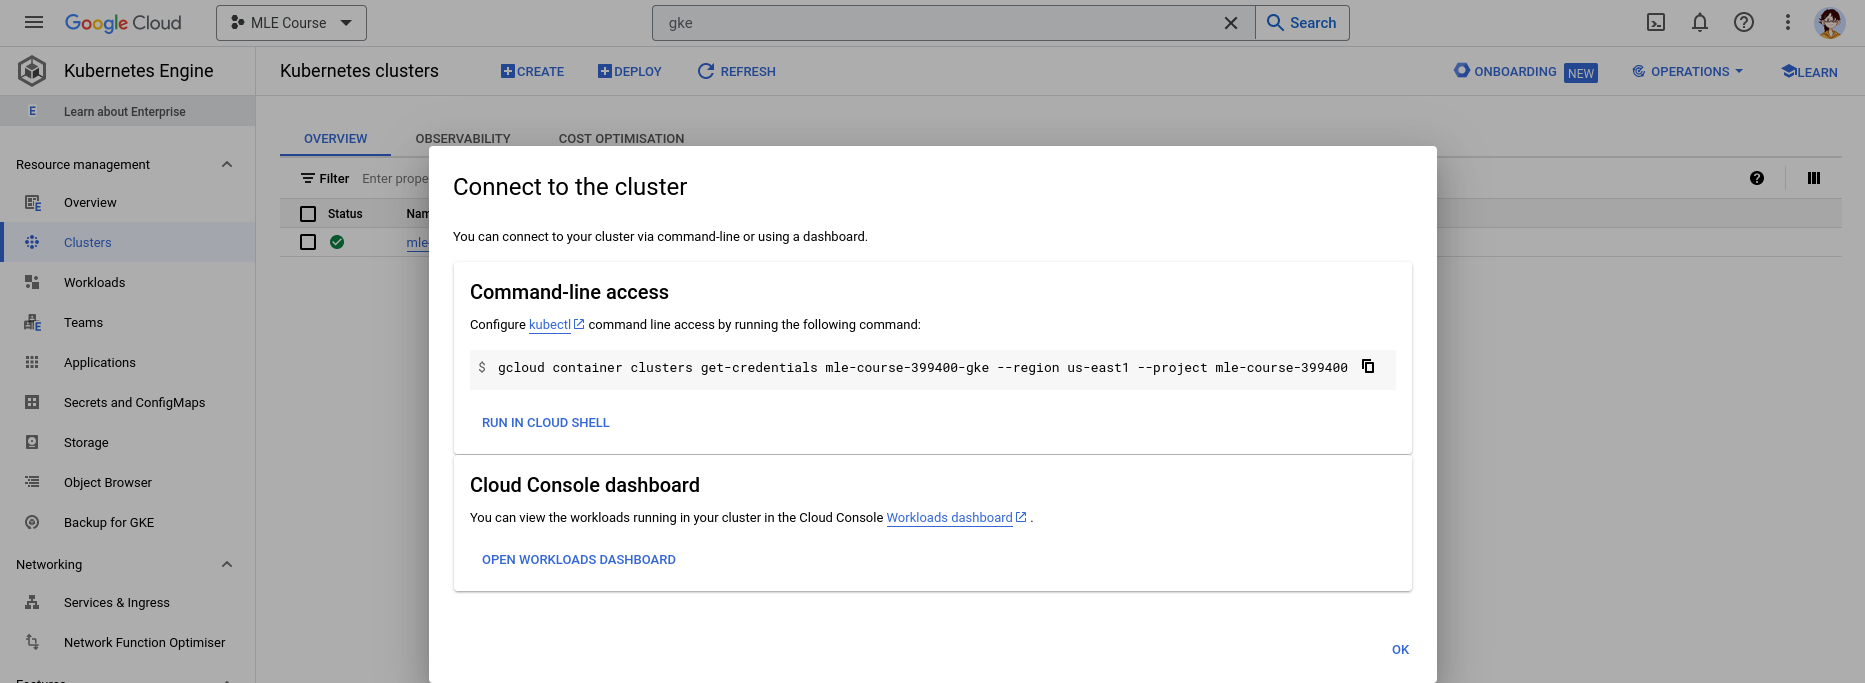 Google Cloud
MLE Course
gke
Search
Kubernetes Engine
Kubernetes clusters
CREATE
DEPLOY
REFRESH
ONBOARDING NEW
OPERATIONS
LEARN
E Learn about Enterprise
OVERVIEW
OBSERVABILITY
COST OPTIMISATION
Resource management
Overview
Clusters
Workloads
Teams
Applications
Secrets and ConfigMaps
Storage
Object Browser
Backup for GKE
Networking
Services & Ingress
Network Function Optimiser
Filter Enter prope
Status Nam
mle
Connect to the cluster
You can connect to your cluster via command-line or using a dashboard.
Command-line access
Configure kubectl command line access by running the following command:
$ gcloud container clusters get-credentials mle-course-399400-gke --region us-east1 --project mle-course-399400
RUN IN CLOUD SHELL
Cloud Console dashboard
You can view the workloads running in your cluster in the Cloud Console Workloads dashboard .
OPEN WORKLOADS DASHBOARD
OK